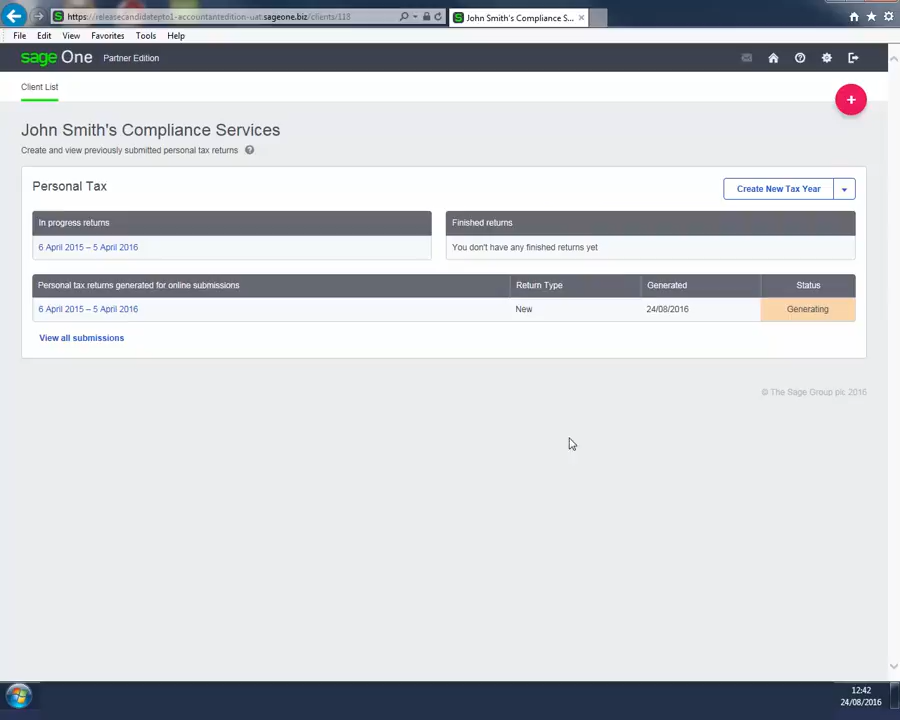 https://releasecandidatepto1-accountantedition-uat.sageone.biz/clients/118
John Smith's Compliance S...
File Edit View Favorites Tools Help
sage One Partner Edition
Client List
+
John Smith's Compliance Services
Create and view previously submitted personal tax returns ?
Personal Tax
Create New Tax Year
In progress returns
Finished returns
6 April 2015 – 5 April 2016
You don't have any finished returns yet
Personal tax returns generated for online submissions Return Type Generated Status
6 April 2015 – 5 April 2016 New 24/08/2016 Generating
View all submissions
© The Sage Group plc 2016
12:42
24/08/2016